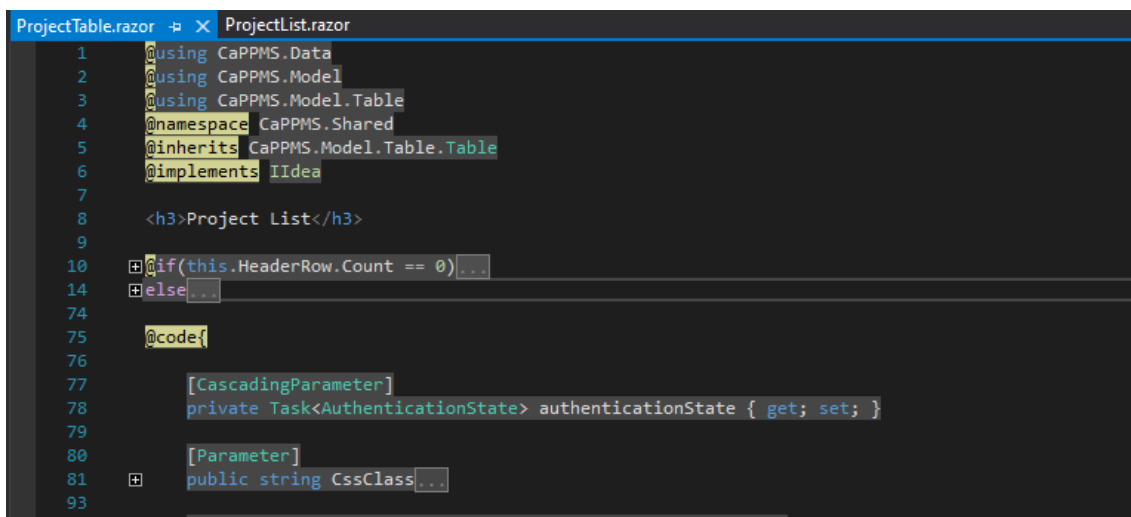 ProjectTable.razor ProjectList.razor
1 @using CaPPMS.Data
2 @using CaPPMS.Model
3 @using CaPPMS.Model.Table
4 @namespace CaPPMS.Shared
5 @inherits CaPPMS.Model.Table.Table
6 @implements IIdea
7
8 <h3>Project List</h3>
9
10 @if(this.HeaderRow.Count == 0)...
14 else...
74
75 @code{
76
77 [CascadingParameter]
78 private Task<AuthenticationState> authenticationState { get; set; }
79
80 [Parameter]
81 public string CssClass...
93